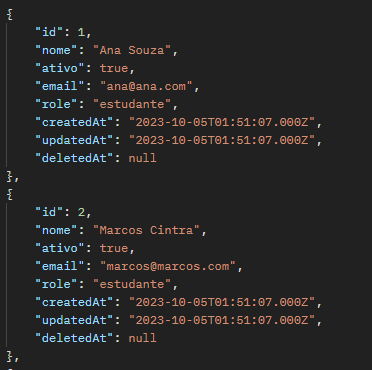 {
"id": 1,
"nome": "Ana Souza",
"ativo": true,
"email": "ana@ana.com",
"role": "estudante",
"createdAt": "2023-10-05T01:51:07.000Z",
"updatedAt": "2023-10-05T01:51:07.000Z",
"deletedAt": null
},
{
"id": 2,
"nome": "Marcos Cintra",
"ativo": true,
"email": "marcos@marcos.com",
"role": "estudante",
"createdAt": "2023-10-05T01:51:07.000Z",
"updatedAt": "2023-10-05T01:51:07.000Z",
"deletedAt": null
},